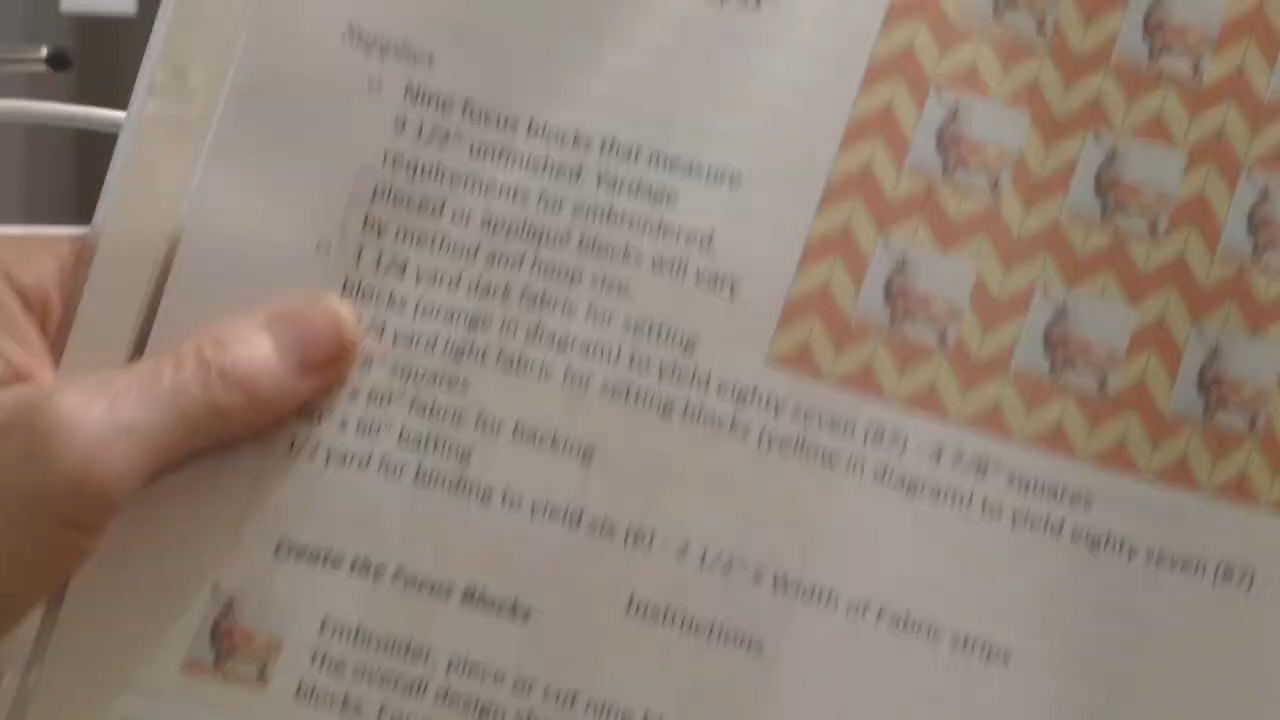 Supplies
Nine focus blocks that measure
9 1/2" unfinished. Yardage
requirements for embroidered,
pieced or appliqué blocks will vary
by method and hoop size.
1 1/4 yard dark fabric for setting
blocks (orange in diagram) to yield eighty seven (87) - 4 7/8" squares
yard light fabric for setting blocks (yellow in diagram) to yield eighty seven (87) -
squares
x 60" fabric for backing
x 60" batting
1/2 yard for binding to yield six (6) - 2 1/2" x Width of Fabric strips
Instructions
Create the Focus Blocks
Embroider, piece or cut nine
the overall design
blocks.